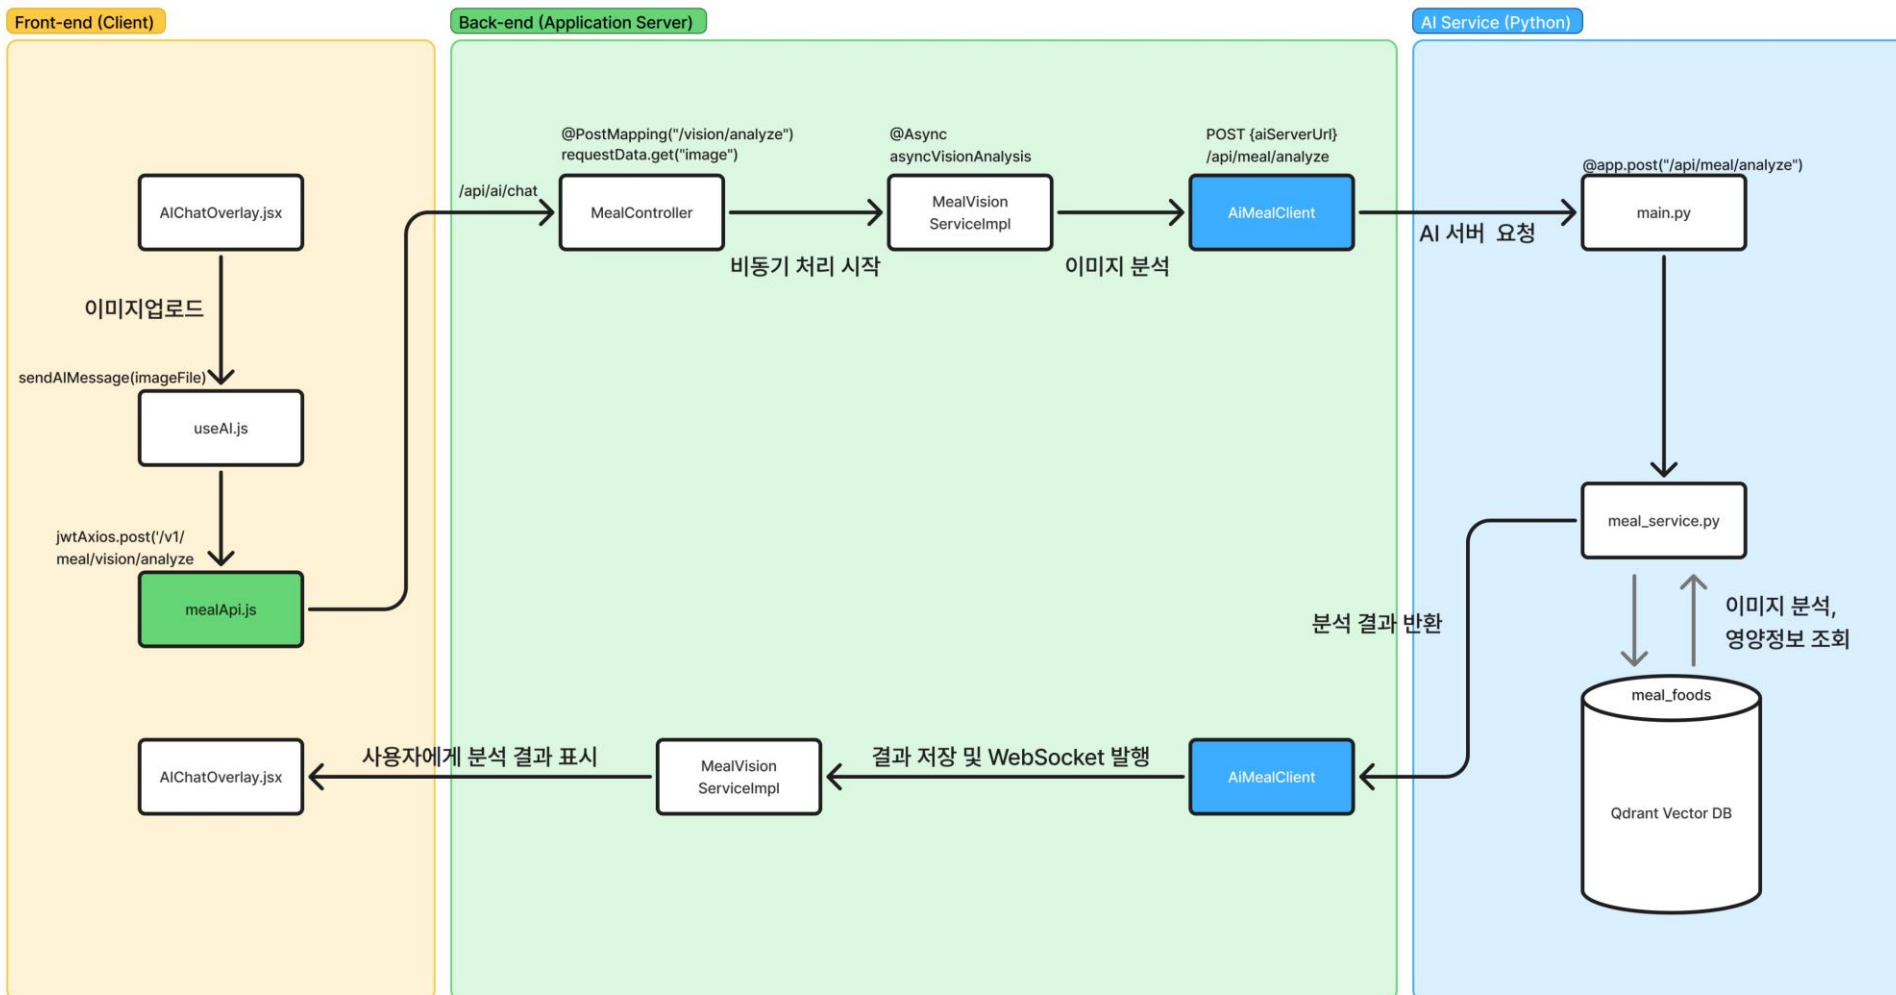 Front-end (Client)
Back-end (Application Server)
AI Service (Python)
AIChatOverlay.jsx
이미지업로드
sendAIMessage(imageFile)
useAI.js
jwtAxios.post('/v1/
meal/vision/analyze
mealApi.js
/api/ai/chat
@PostMapping("/vision/analyze")
requestData.get("image")
MealController
비동기 처리 시작
@Async
asyncVisionAnalysis
MealVision
ServiceImpl
이미지 분석
POST {aiServerUrl}
/api/meal/analyze
AiMealClient
AI 서버 요청
@app.post("/api/meal/analyze")
main.py
meal_service.py
이미지 분석,
영양정보 조회
meal_foods
Qdrant Vector DB
분석 결과 반환
AiMealClient
결과 저장 및 WebSocket 발행
MealVision
ServiceImpl
사용자에게 분석 결과 표시
AIChatOverlay.jsx